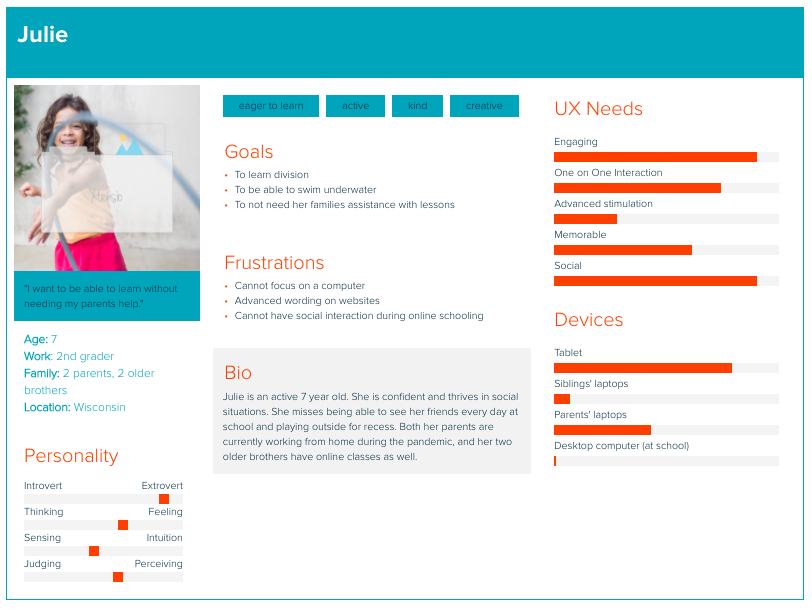 Julie
"I want to be able to learn without
needing my parents help."
Age: 7
Work: 2nd grader
Family: 2 parents, 2 older
brothers
Location: Wisconsin
Personality
Introvert Extrovert
Thinking Feeling
Sensing Intuition
Judging Perceiving
eager to learn active kind creative
Goals
To learn division
To be able to swim underwater
To not need her families assistance with lessons
Frustrations
Cannot focus on a computer
Advanced wording on websites
Cannot have social interaction during online schooling
Bio
Julie is an active 7 year old. She is confident and thrives in social
situations. She misses being able to see her friends every day at
school and playing outside for recess. Both her parents are
currently working from home during the pandemic, and her two
older brothers have online classes as well.
UX Needs
Engaging
One on One Interaction
Advanced stimulation
Memorable
Social
Devices
Tablet
Siblings' laptops
Parents' laptops
Desktop computer (at school)